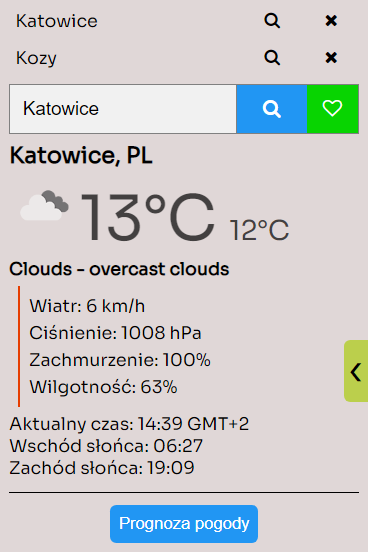 Katowice
Kozy
Katowice
Katowice, PL
13°C 12°C
Clouds - overcast clouds
Wiatr: 6 km/h
Ciśnienie: 1008 hPa
Zachmurzenie: 100%
Wilgotność: 63%
Aktualny czas: 14:39 GMT+2
Wschód słońca: 06:27
Zachód słońca: 19:09
Prognoza pogody